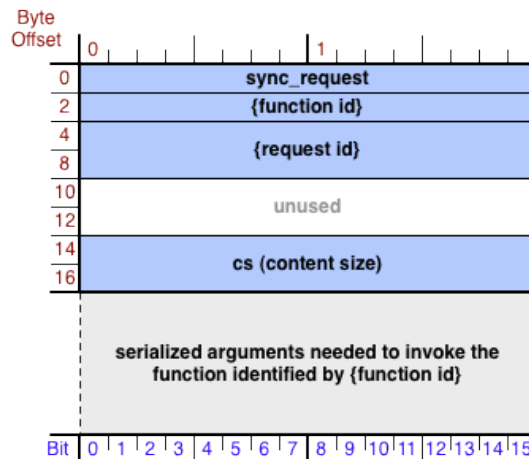 Byte
Offset
0 1
0 sync_request
2 {function id}
4
{request id}
8
10
unused
12
14
cs (content size)
16
serialized arguments needed to invoke the
function identified by {function id}
Bit 0 1 2 3 4 5 6 7 8 9 10 11 12 13 14 15